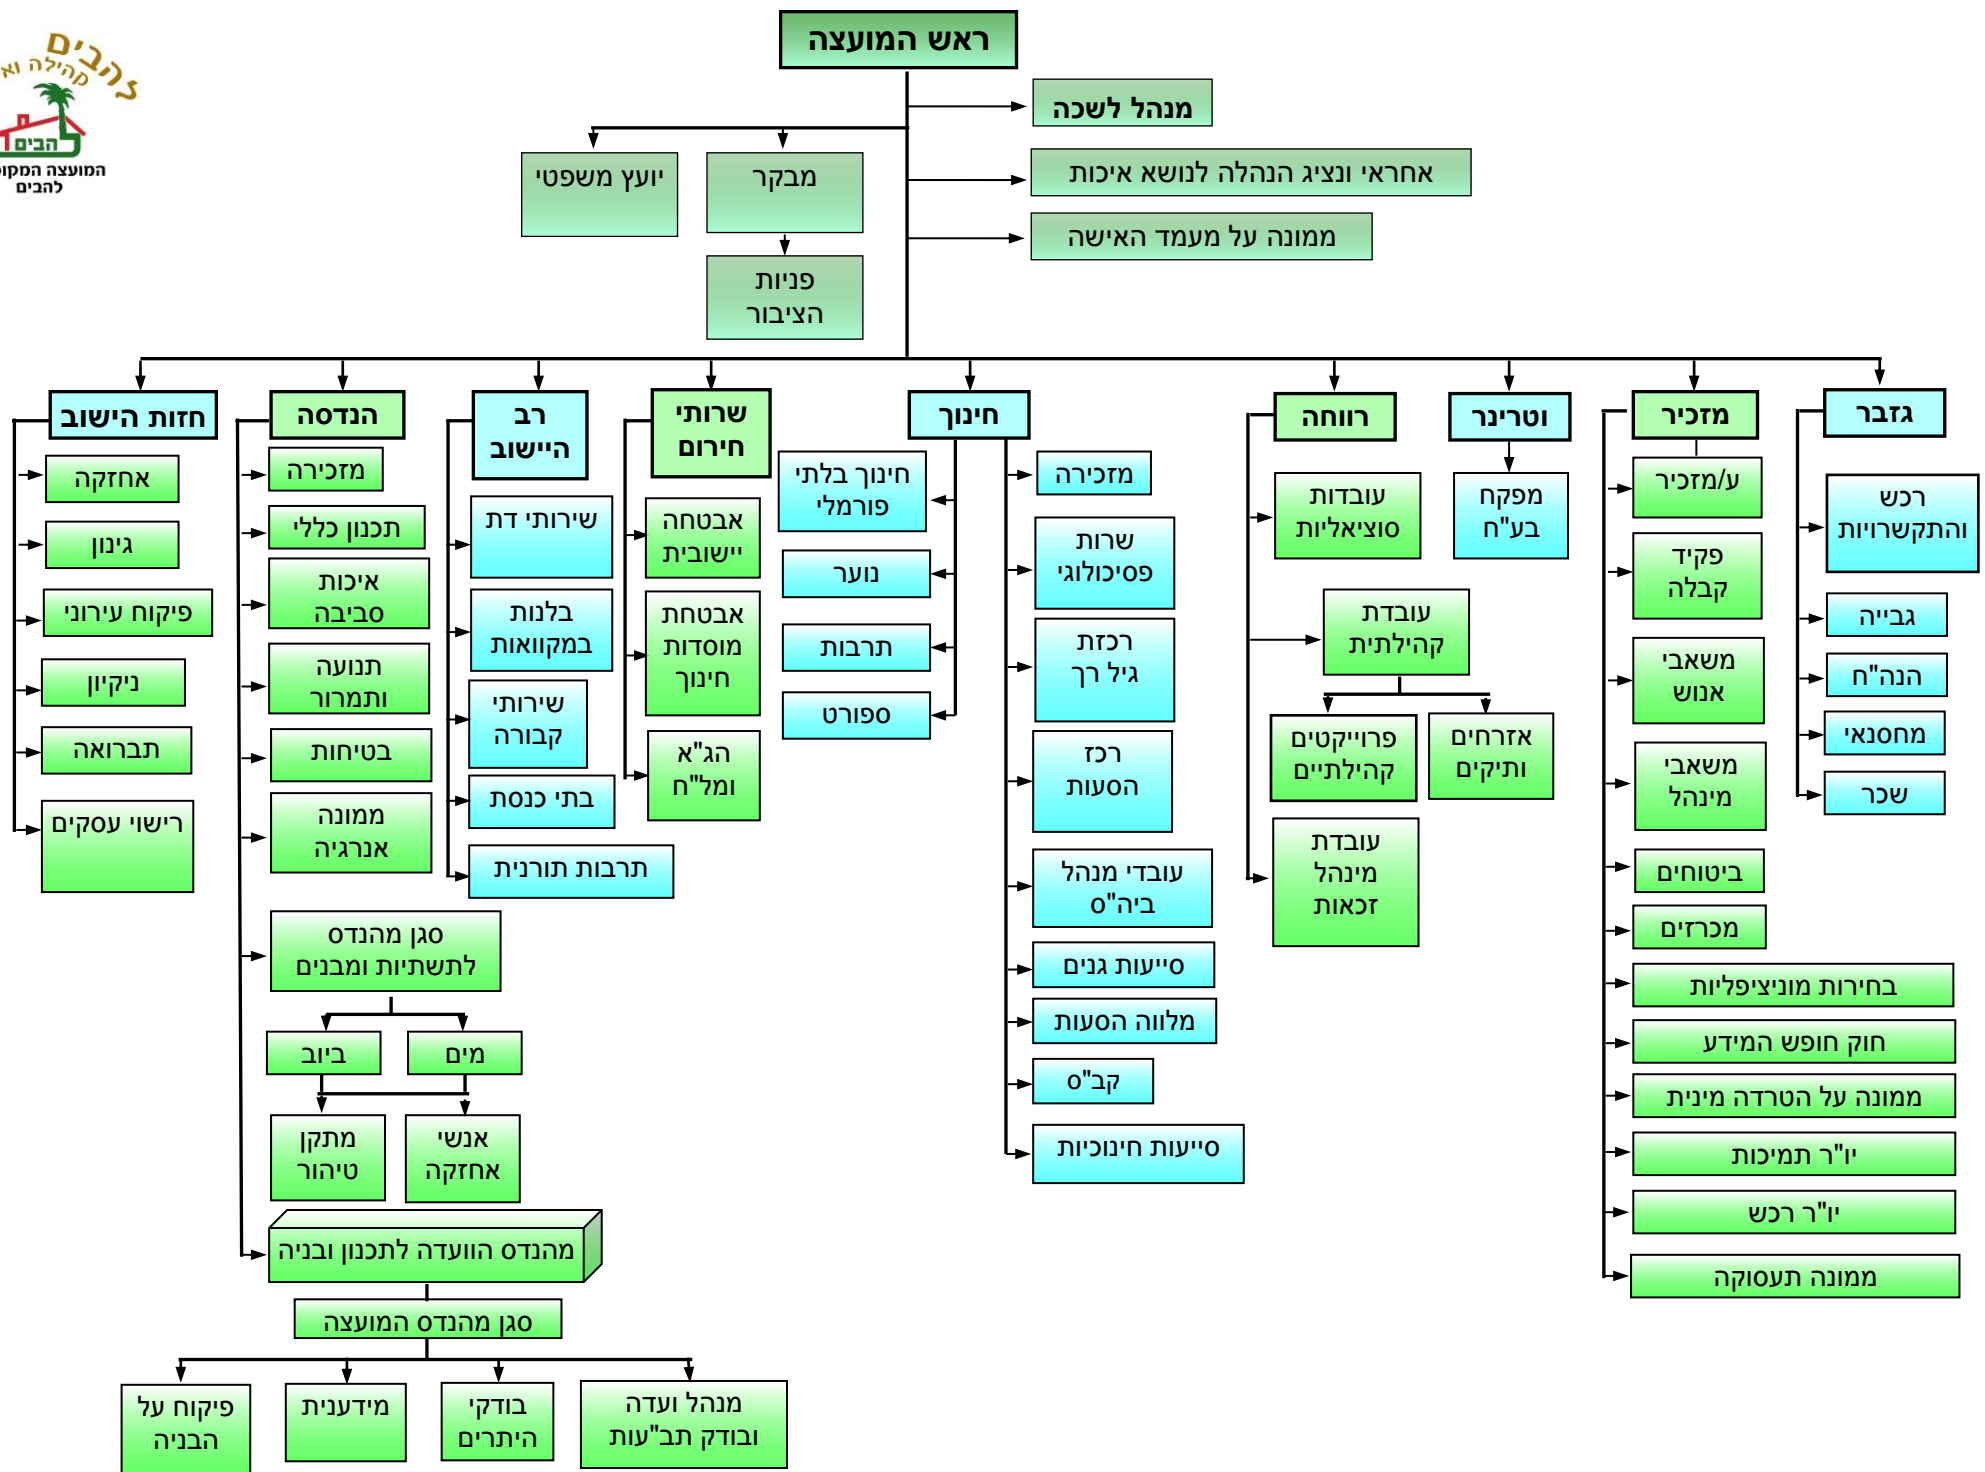 להבים
קהילה וא
הבים
המועצה המקומ
להבים
ראש המועצה
מנהל לשכה
אחראי ונציג הנהלה לנושא איכות
ממונה על מעמד האישה
מבקר
יועץ משפטי
פניות
הציבור
גזבר
רכש
והתקשרויות
גבייה
הנה"ח
מחסנאי
שכר
מזכיר
ע/מזכיר
פקיד
קבלה
משאבי
אנוש
משאבי
מינהל
ביטוחים
מכרזים
בחירות מוניציפליות
חוק חופש המידע
ממונה על הטרדה מינית
יו"ר תמיכות
יו"ר רכש
ממונה תעסוקה
וטרינר
מפקח
בע"ח
רווחה
עובדות
סוציאליות
עובדת
קהילתית
אזרחים
ותיקים
פרוייקטים
קהילתיים
עובדת
מינהל
זכאות
חינוך
מזכירה
שרות
פסיכולוגי
רכזת
גיל רך
רכז
הסעות
עובדי מנהל
ביה"ס
סייעות גנים
מלווה הסעות
קב"ס
סייעות חינוכיות
חינוך בלתי
פורמלי
נוער
תרבות
ספורט
שרותי
חירום
אבטחה
יישובית
אבטחת
מוסדות
חינוך
הג"א
ומל"ח
רב
היישוב
שירותי דת
בלנות
במקוואות
שירותי
קבורה
בתי כנסת
תרבות תורנית
הנדסה
מזכירה
תכנון כללי
איכות
סביבה
תנועה
ותמרור
בטיחות
ממונה
אנרגיה
סגן מהנדס
לתשתיות ומבנים
מים
ביוב
אנשי
אחזקה
מתקן
טיהור
מהנדס הוועדה לתכנון ובניה
סגן מהנדס המועצה
מנהל ועדה
ובודק תב"עות
בודקי
היתרים
מידענית
פיקוח על
הבניה
חזות הישוב
אחזקה
גינון
פיקוח עירוני
ניקיון
תברואה
רישוי עסקים